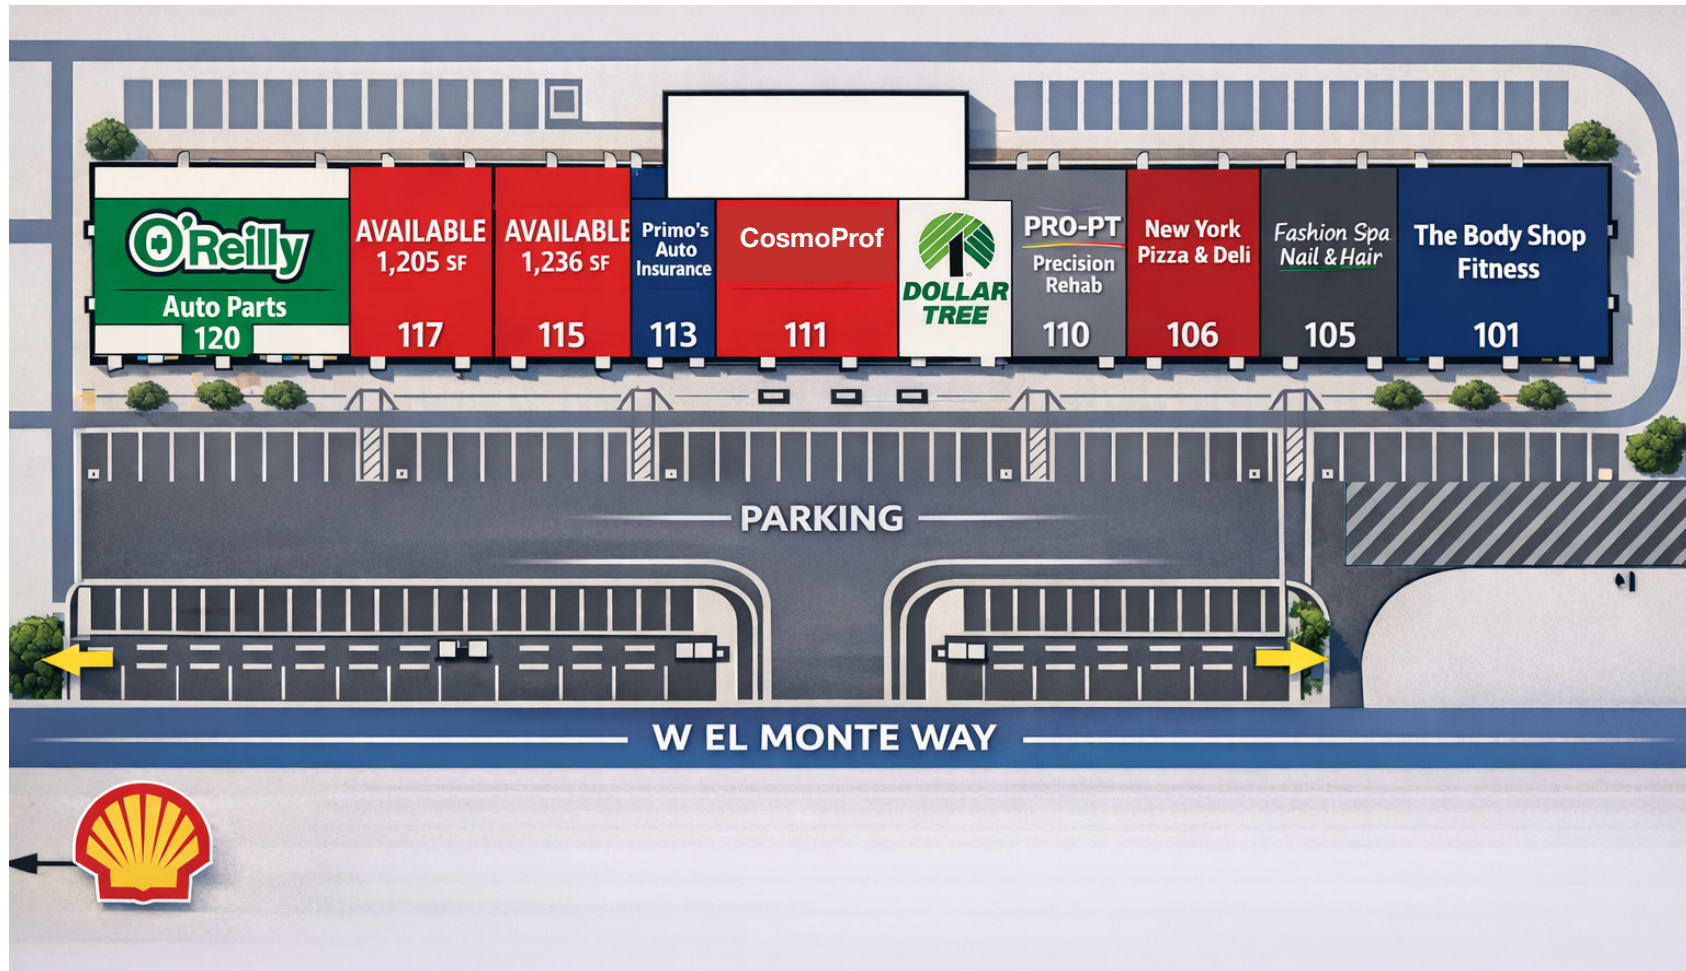 O'Reilly
Auto Parts
120
AVAILABLE
1,205 SF
117
AVAILABLE
1,236 SF
115
Primo's
Auto
Insurance
113
CosmoProf
111
DOLLAR
TREE
PRO-PT
Precision
Rehab
110
New York
Pizza & Deli
106
Fashion Spa
Nail & Hair
105
The Body Shop
Fitness
101
PARKING
W EL MONTE WAY